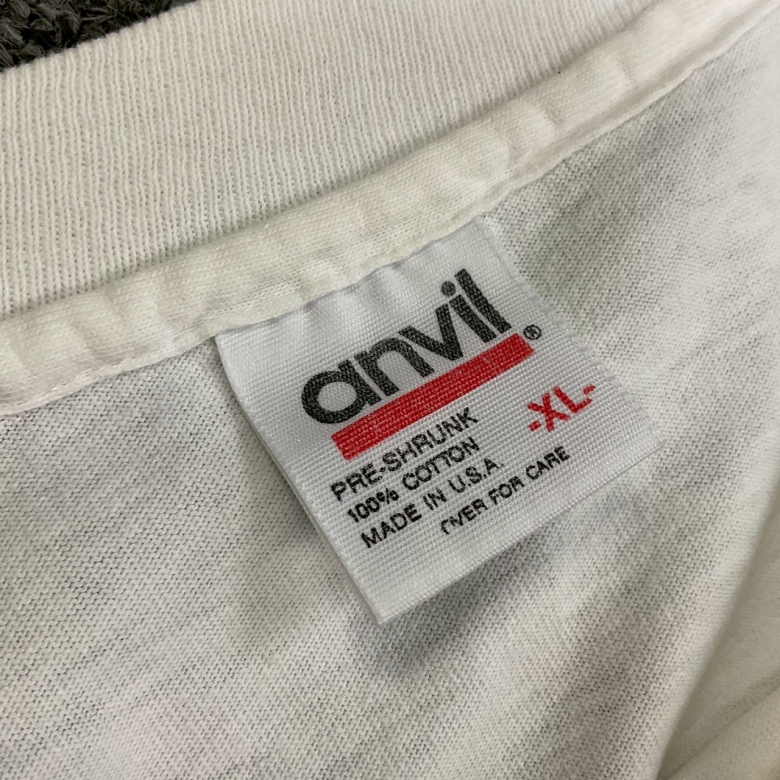 anvil®
-XL-
PRE-SHRUNK
100% COTTON
MADE IN U.S.A.
OVER FOR CARE